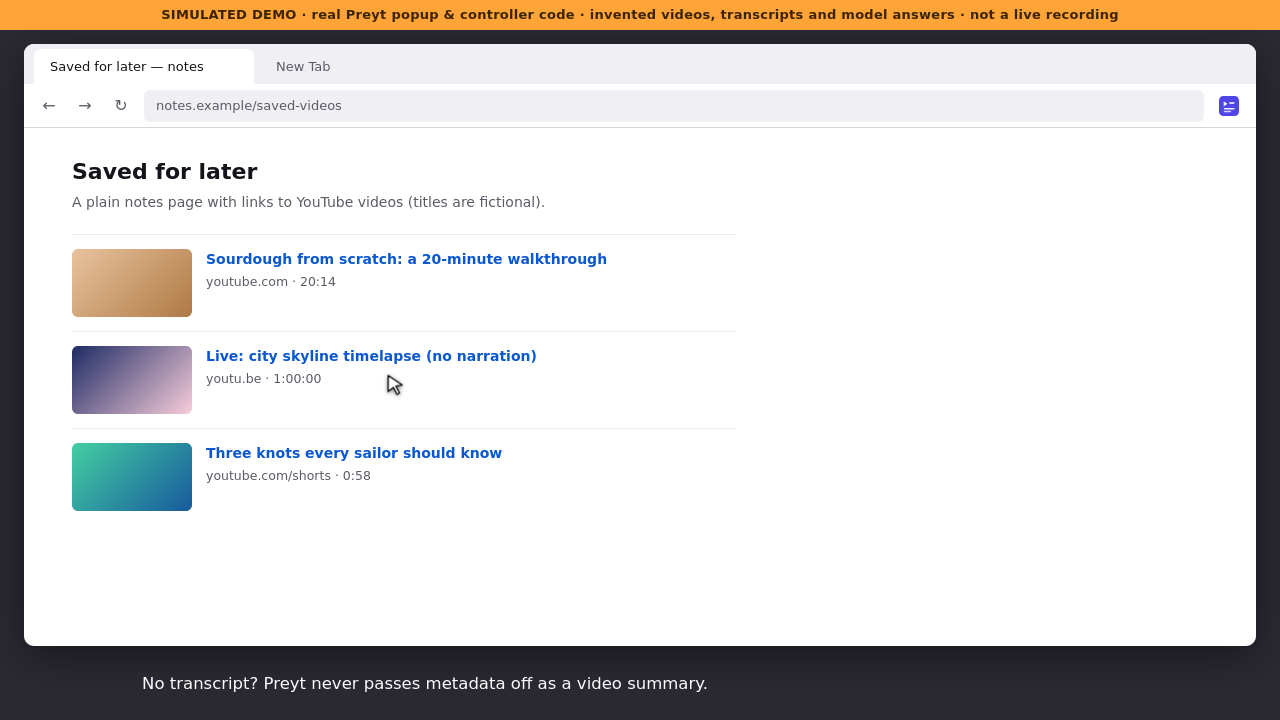 SIMULATED DEMO · real Preyt popup & controller code · invented videos, transcripts and model answers · not a live recording
Saved for later — notes
New Tab
notes.example/saved-videos
Saved for later
A plain notes page with links to YouTube videos (titles are fictional).
Sourdough from scratch: a 20-minute walkthrough
youtube.com · 20:14
Live: city skyline timelapse (no narration)
youtu.be · 1:00:00
Three knots every sailor should know
youtube.com/shorts · 0:58
No transcript? Preyt never passes metadata off as a video summary.